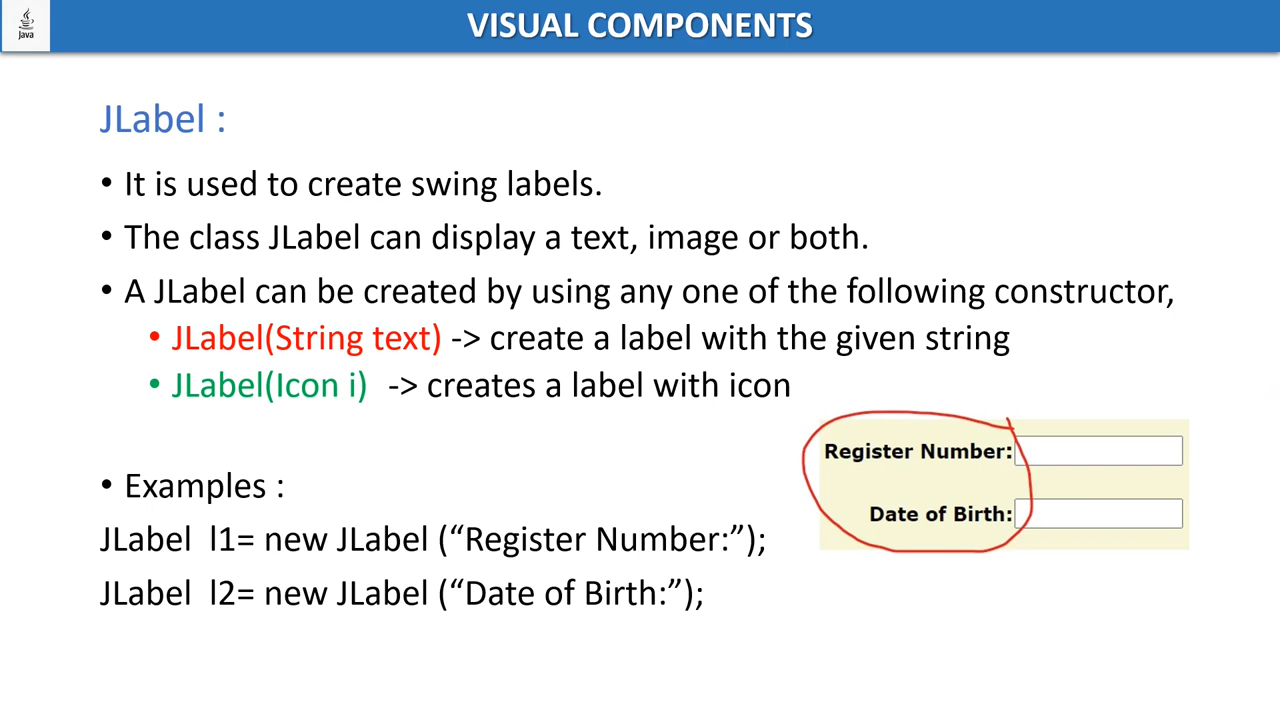 Java
VISUAL COMPONENTS
JLabel :
• It is used to create swing labels.
• The class JLabel can display a text, image or both.
• A JLabel can be created by using any one of the following constructor,
• JLabel(String text) -> create a label with the given string
• JLabel(Icon i) -> creates a label with icon
Register Number:
Date of Birth:
• Examples :
JLabel l1= new JLabel (“Register Number:”);
JLabel l2= new JLabel (“Date of Birth:”);